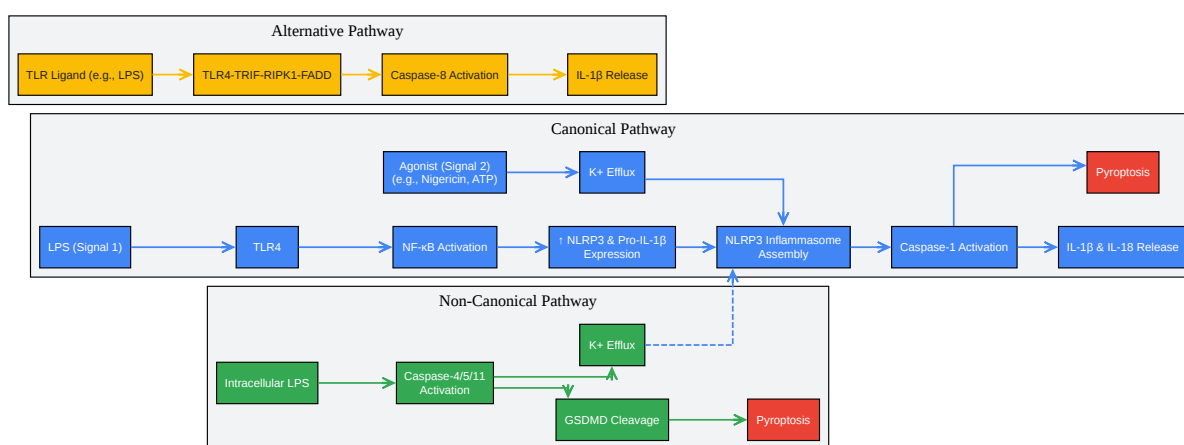 Alternative Pathway
TLR Ligand (e.g., LPS)
TLR4-TRIF-RIPK1-FADD
Caspase-8 Activation
IL-1β Release
Canonical Pathway
Agonist (Signal 2)
(e.g., Nigericin, ATP)
K+ Efflux
Pyroptosis
LPS (Signal 1)
TLR4
NF-κB Activation
↑ NLRP3 & Pro-IL-1β
Expression
NLRP3 Inflammasome
Assembly
Caspase-1 Activation
IL-1β & IL-18 Release
Non-Canonical Pathway
K+ Efflux
Intracellular LPS
Caspase-4/5/11
Activation
GSDMD Cleavage
Pyroptosis